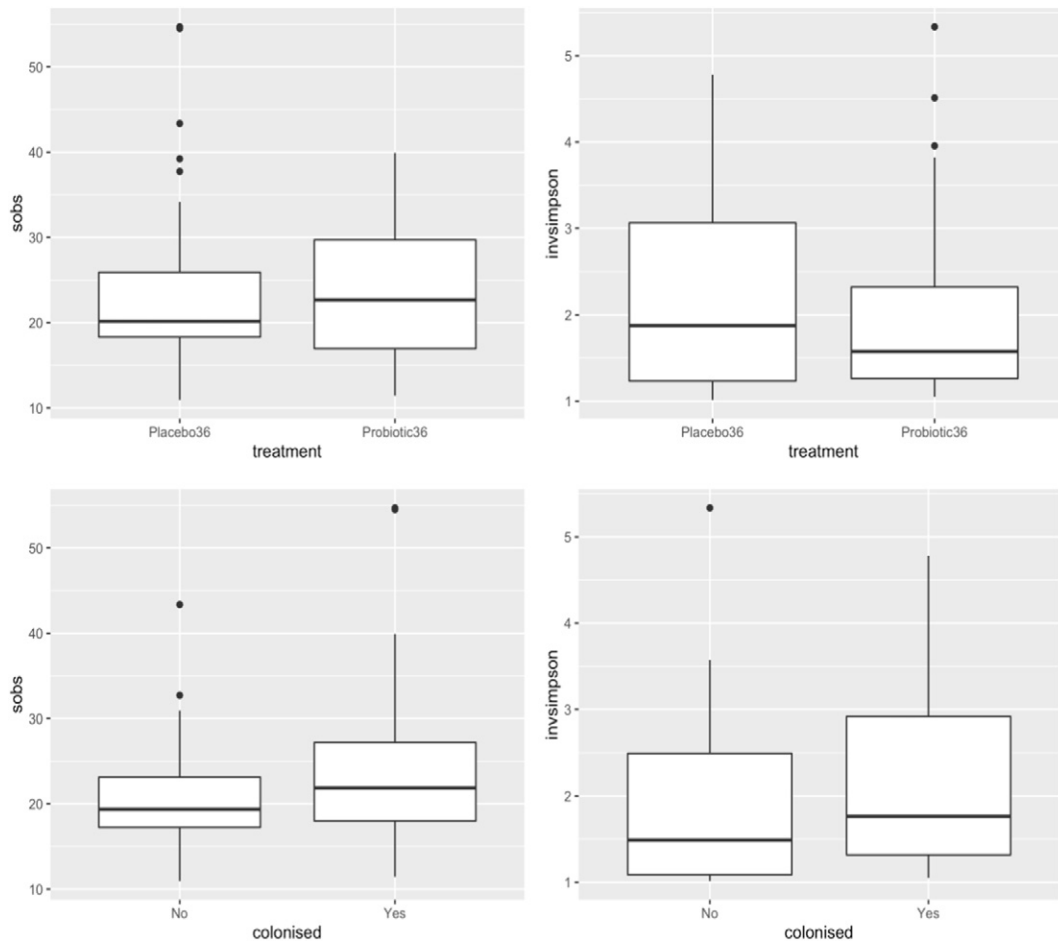 sobs
50
40
30
20
10
Placebo36 Probiotic36
treatment
invsimpson
5
4
3
2
1
Placebo36 Probiotic36
treatment
sobs
50
40
30
20
10
No Yes
colonised
invsimpson
5
4
3
2
1
No Yes
colonised